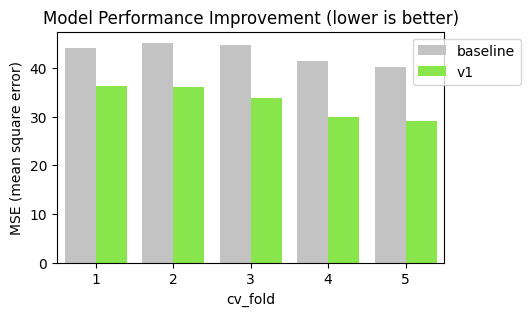 Model Performance Improvement (lower is better)
baseline
v1
MSE (mean square error)
40
30
20
10
0
1 2 3 4 5
cv_fold